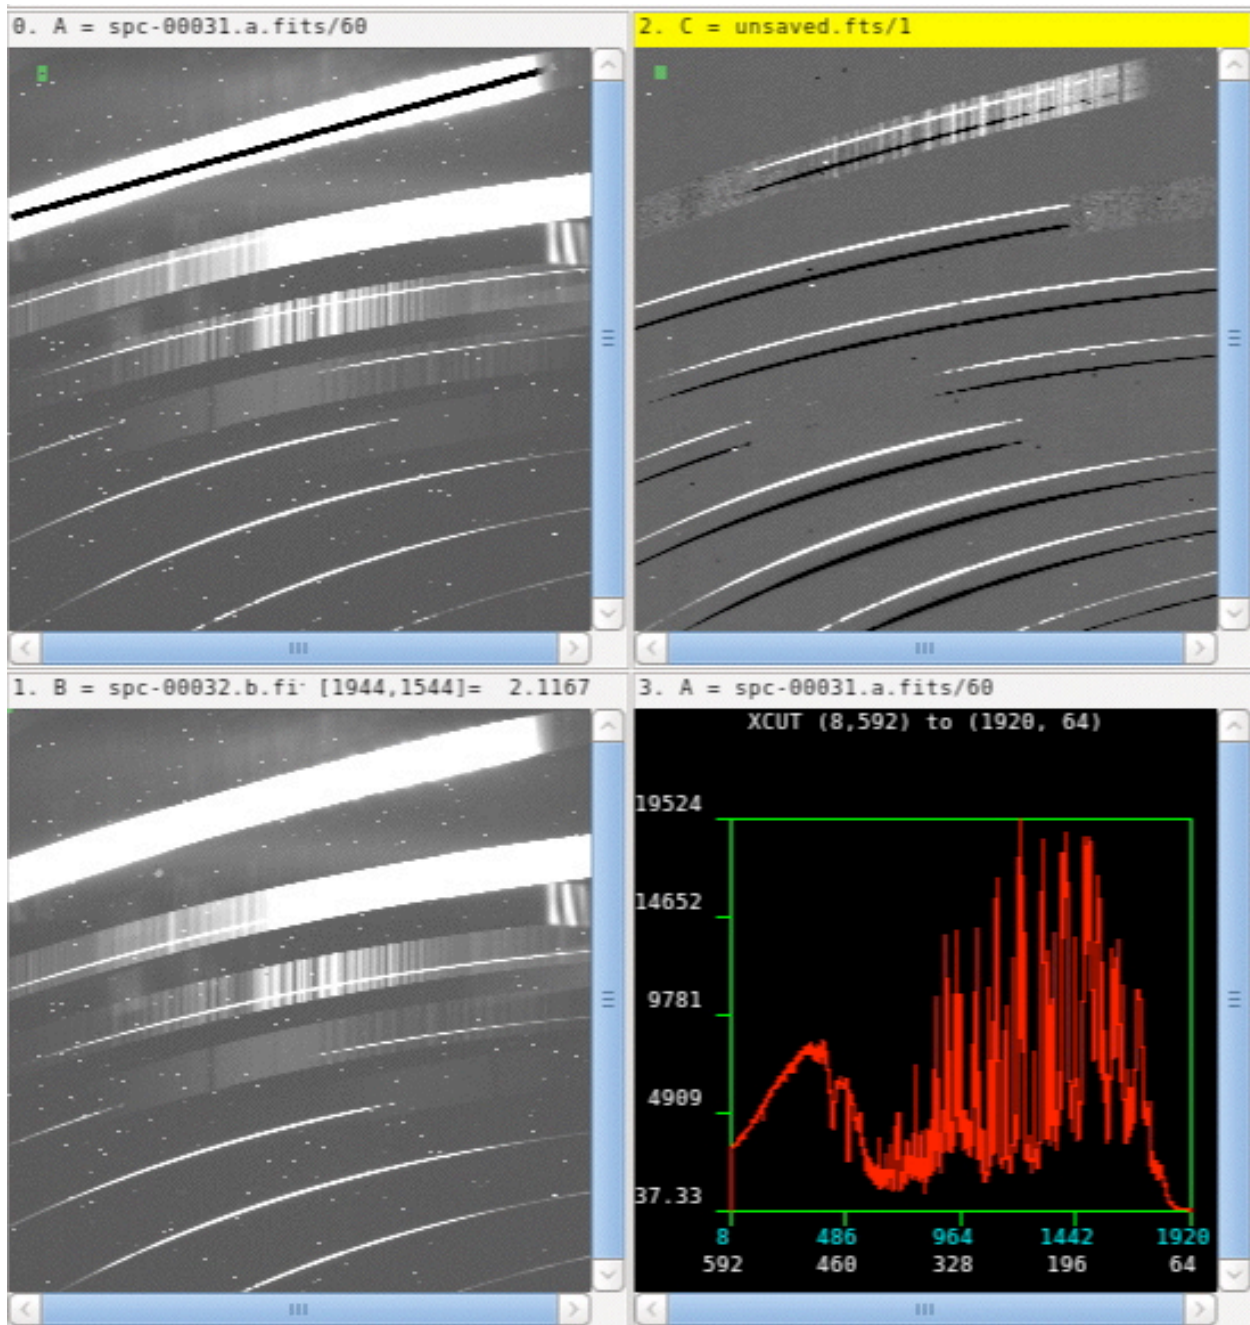 0. A = spc-00031.a.fits/60
2. C = unsaved.fts/1
1. B = spc-00032.b.fi [1944,1544]= 2.1167
3. A = spc-00031.a.fits/60
XCUT (8,592) to (1920, 64)
19524
14652
9781
4909
37.33
8 486 964 1442 1920
592 460 328 196 64